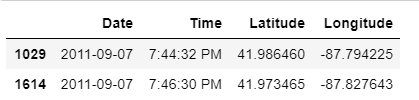 Date Time Latitude Longitude
1029 2011-09-07 7:44:32 PM 41.986460 -87.794225
1614 2011-09-07 7:46:30 PM 41.973465 -87.827643